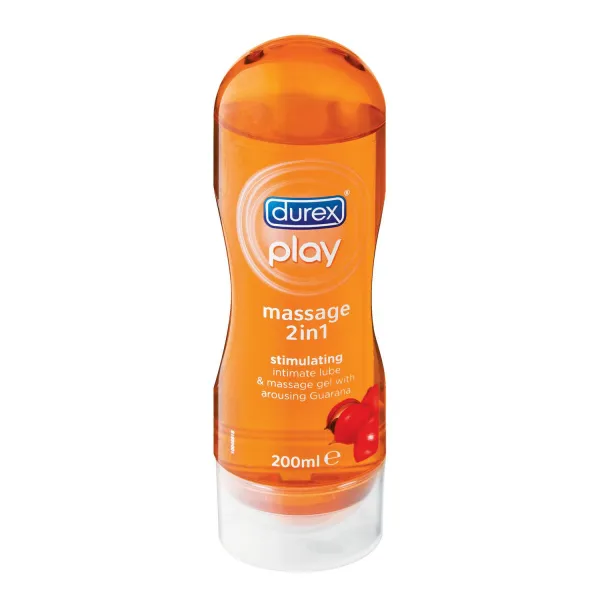 durex®
play
massage
2in1
stimulating
intimate lube
& massage gel with
arousing Guarana
200ml ℮